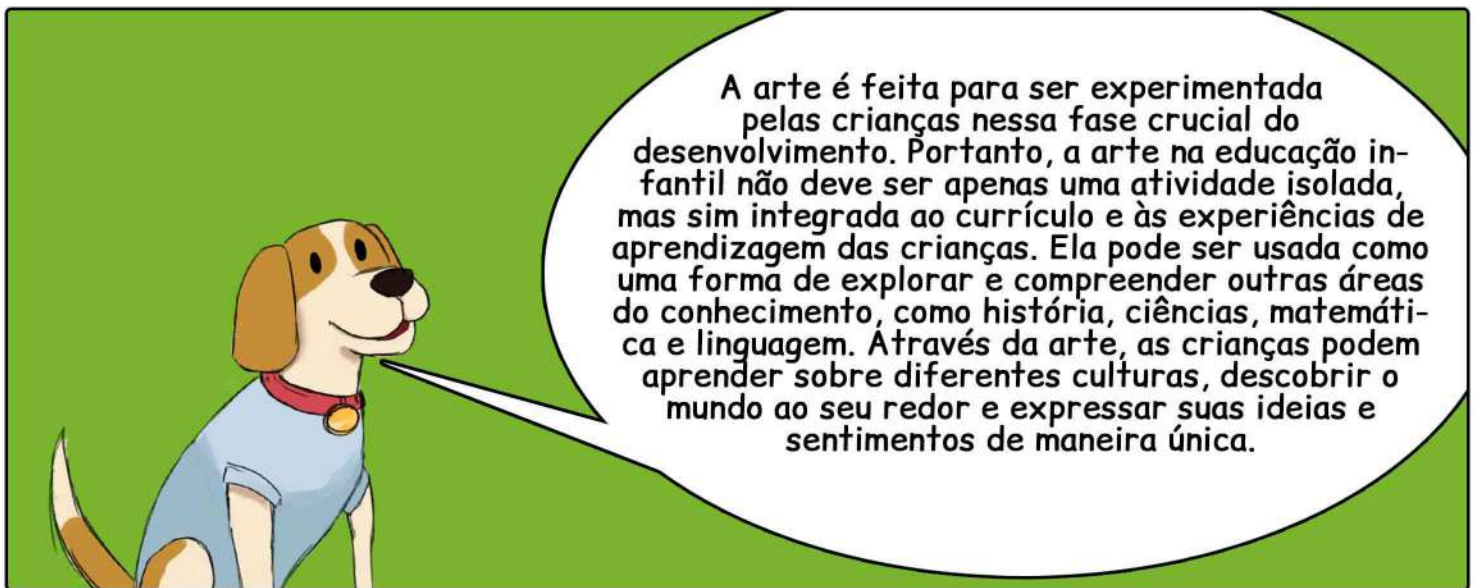 A arte é feita para ser experimentada
pelas crianças nessa fase crucial do
desenvolvimento. Portanto, a arte na educação in-
fantil não deve ser apenas uma atividade isolada,
mas sim integrada ao currículo e às experiências de
aprendizagem das crianças. Ela pode ser usada como
uma forma de explorar e compreender outras áreas
do conhecimento, como história, ciências, matemáti-
ca e linguagem. Através da arte, as crianças podem
aprender sobre diferentes culturas, descobrir o
mundo ao seu redor e expressar suas ideias e
sentimentos de maneira única.